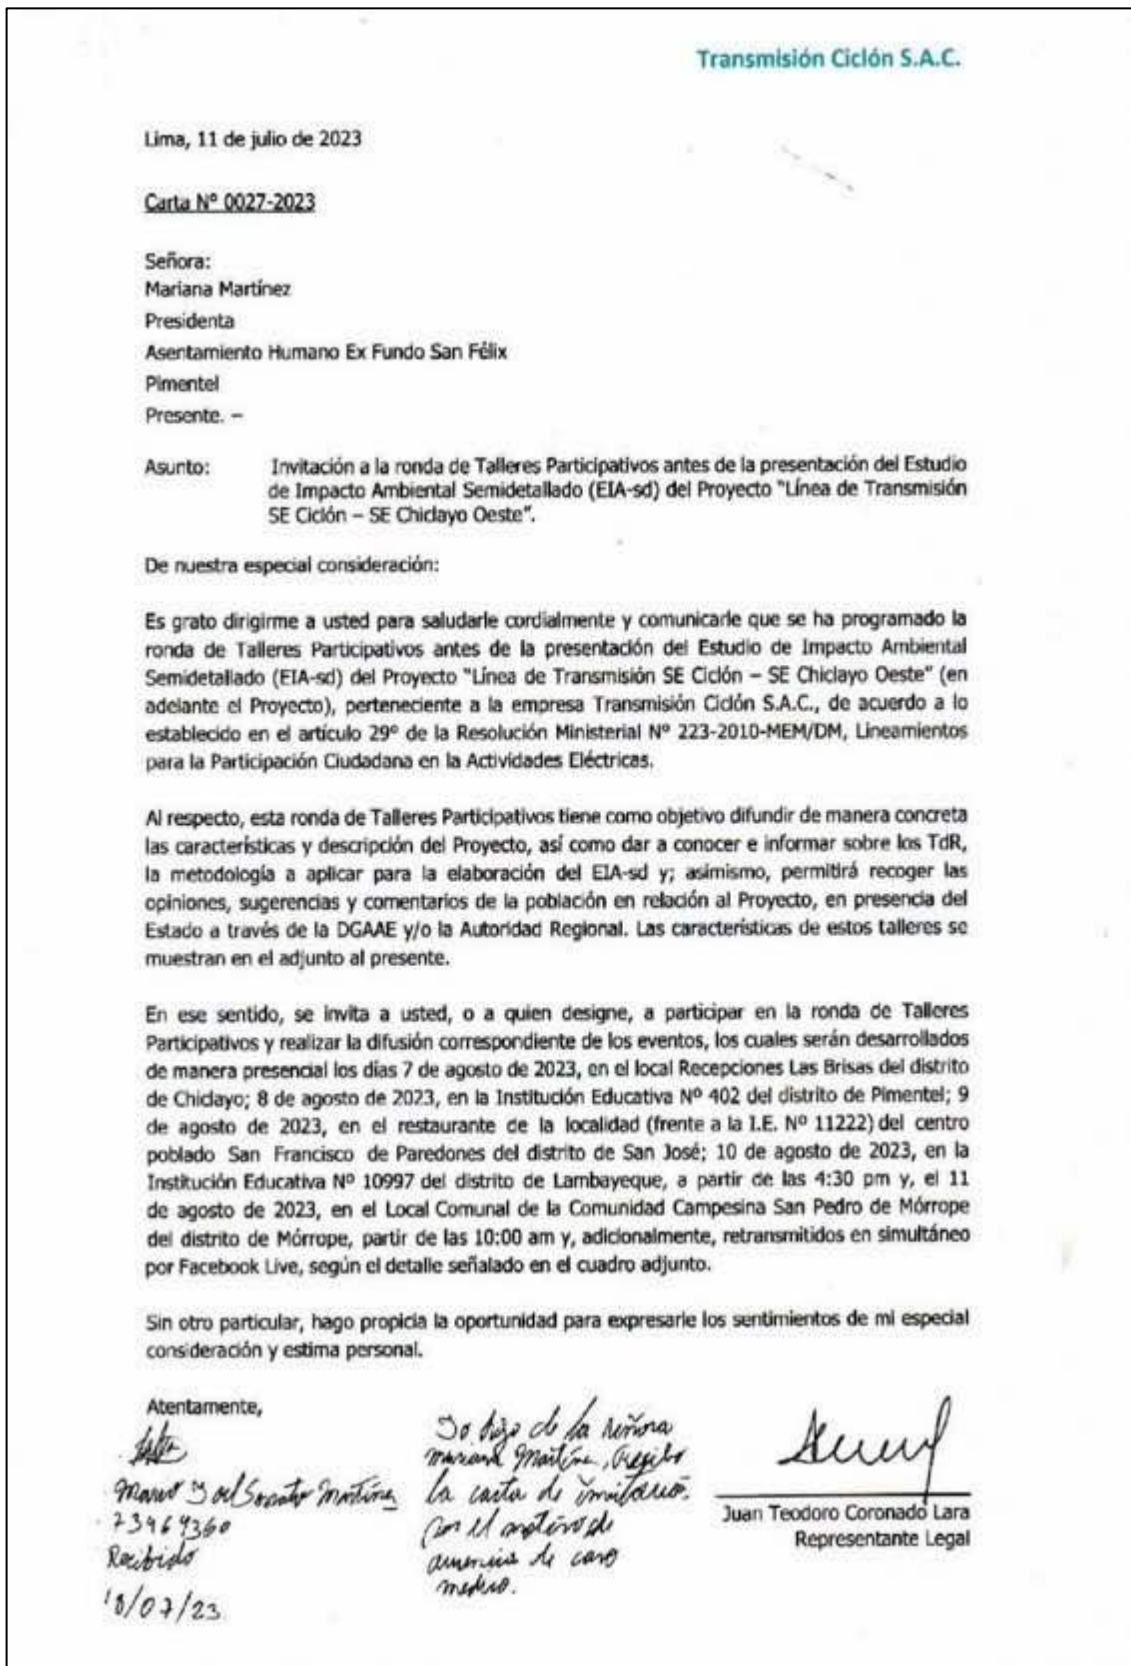 Transmisión Ciclón S.A.C.
Lima, 11 de julio de 2023
Carta Nº 0027-2023
Señora:
Mariana Martínez
Presidenta
Asentamiento Humano Ex Fundo San Félix
Pimentel
Presente. –
Asunto: Invitación a la ronda de Talleres Participativos antes de la presentación del Estudio
de Impacto Ambiental Semidetallado (EIA-sd) del Proyecto "Línea de Transmisión
SE Ciclón – SE Chiclayo Oeste".
De nuestra especial consideración:
Es grato dirigirme a usted para saludarle cordialmente y comunicarle que se ha programado la
ronda de Talleres Participativos antes de la presentación del Estudio de Impacto Ambiental
Semidetallado (EIA-sd) del Proyecto "Línea de Transmisión SE Ciclón – SE Chiclayo Oeste" (en
adelante el Proyecto), perteneciente a la empresa Transmisión Ciclón S.A.C., de acuerdo a lo
establecido en el artículo 29º de la Resolución Ministerial Nº 223-2010-MEM/DM, Lineamientos
para la Participación Ciudadana en la Actividades Eléctricas.
Al respecto, esta ronda de Talleres Participativos tiene como objetivo difundir de manera concreta
las características y descripción del Proyecto, así como dar a conocer e informar sobre los TdR,
la metodología a aplicar para la elaboración del EIA-sd y; asimismo, permitirá recoger las
opiniones, sugerencias y comentarios de la población en relación al Proyecto, en presencia del
Estado a través de la DGAAE y/o la Autoridad Regional. Las características de estos talleres se
muestran en el adjunto al presente.
En ese sentido, se invita a usted, o a quien designe, a participar en la ronda de Talleres
Participativos y realizar la difusión correspondiente de los eventos, los cuales serán desarrollados
de manera presencial los días 7 de agosto de 2023, en el local Recepciones Las Brisas del distrito
de Chiclayo; 8 de agosto de 2023, en la Institución Educativa Nº 402 del distrito de Pimentel; 9
de agosto de 2023, en el restaurante de la localidad (frente a la I.E. Nº 11222) del centro
poblado San Francisco de Paredones del distrito de San José; 10 de agosto de 2023, en la
Institución Educativa Nº 10997 del distrito de Lambayeque, a partir de las 4:30 pm y, el 11
de agosto de 2023, en el Local Comunal de la Comunidad Campesina San Pedro de Mórrope
del distrito de Mórrope, partir de las 10:00 am y, adicionalmente, retransmitidos en simultáneo
por Facebook Live, según el detalle señalado en el cuadro adjunto.
Sin otro particular, hago propicia la oportunidad para expresarle los sentimientos de mi especial
consideración y estima personal.
Atentamente,
Martínez
73969360
Recibido
18/07/23
Yo hijo de la señora
mariana Martine, Recibo
la carta de
por el motivo de
de caso
medico.
Juan Teodoro Coronado Lara
Representante Legal